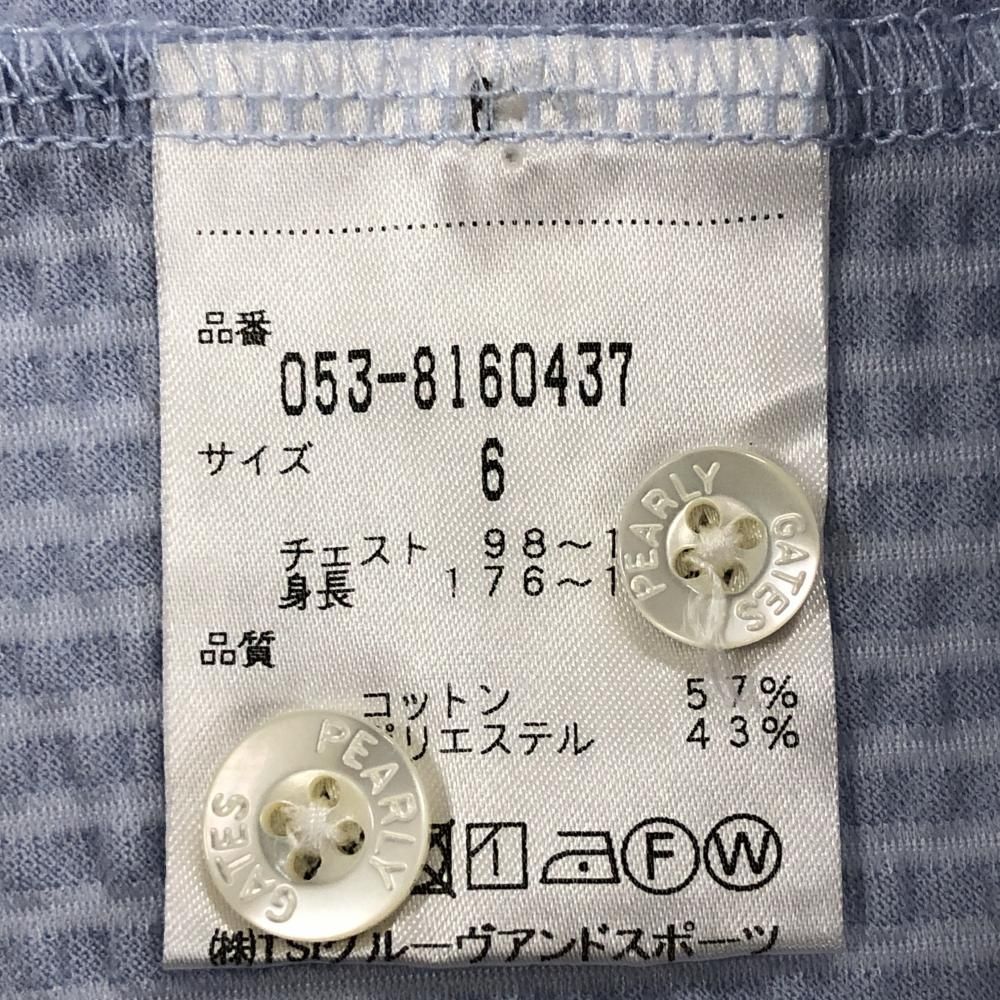 品番
053-8160437
サイズ 6
チェスト 98~1
身長 176~1
品質
コットン 57%
ポリエステル 43%
F W
㈱TSIグルーヴアンドスポーツ
PEARLY GATES
PEARLY GATES